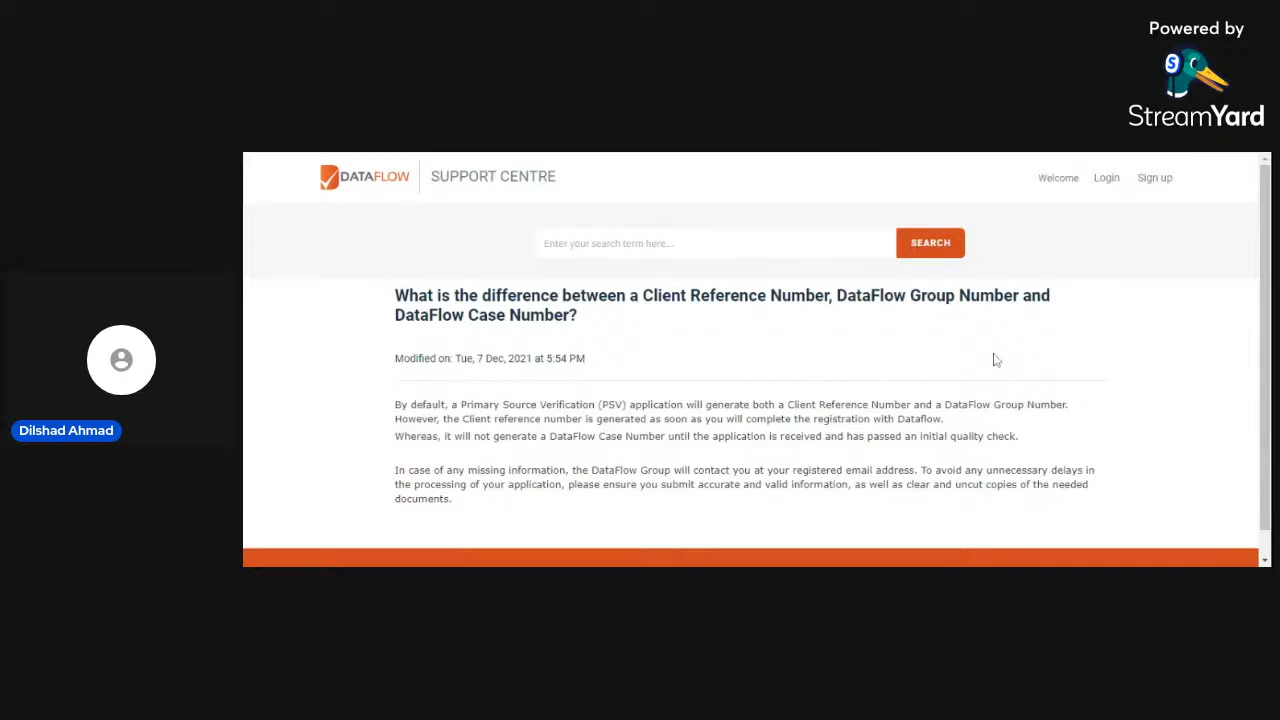 Powered by
StreamYard
DATAFLOW
SUPPORT CENTRE
Welcome Login Sign up
Enter your search term here...
SEARCH
What is the difference between a Client Reference Number, DataFlow Group Number and
DataFlow Case Number?
Modified on: Tue, 7 Dec, 2021 at 5:54 PM
By default, a Primary Source Verification (PSV) application will generate both a Client Reference Number and a DataFlow Group Number.
However, the Client reference number is generated as soon as you will complete the registration with Dataflow.
Whereas, it will not generate a DataFlow Case Number until the application is received and has passed an initial quality check.
In case of any missing information, the DataFlow Group will contact you at your registered email address. To avoid any unnecessary delays in
the processing of your application, please ensure you submit accurate and valid information, as well as clear and uncut copies of the needed
documents.
Dilshad Ahmad